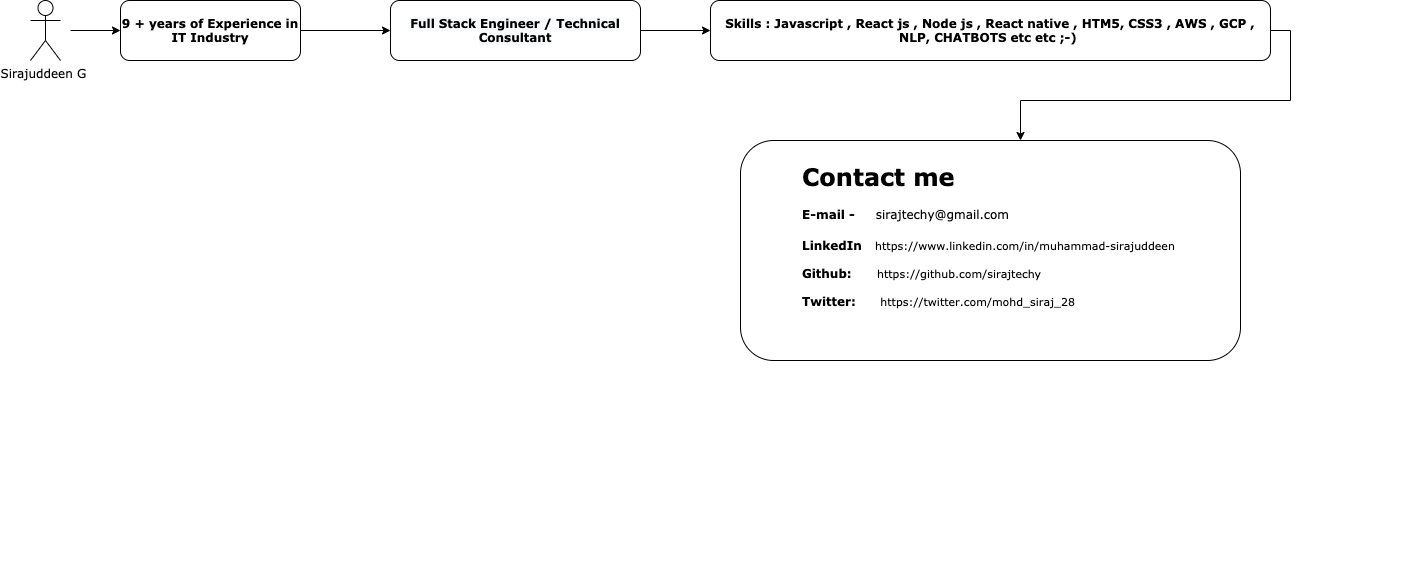 9 + years of Experience in
IT Industry
Full Stack Engineer / Technical
Consultant
Skills : Javascript , React js , Node js , React native , HTM5, CSS3 , AWS , GCP ,
NLP, CHATBOTS etc etc ;-)
Sirajuddeen G
Contact me
E-mail - sirajtechy@gmail.com
LinkedIn https://www.linkedin.com/in/muhammad-sirajuddeen
Github: https://github.com/sirajtechy
Twitter: https://twitter.com/mohd_siraj_28